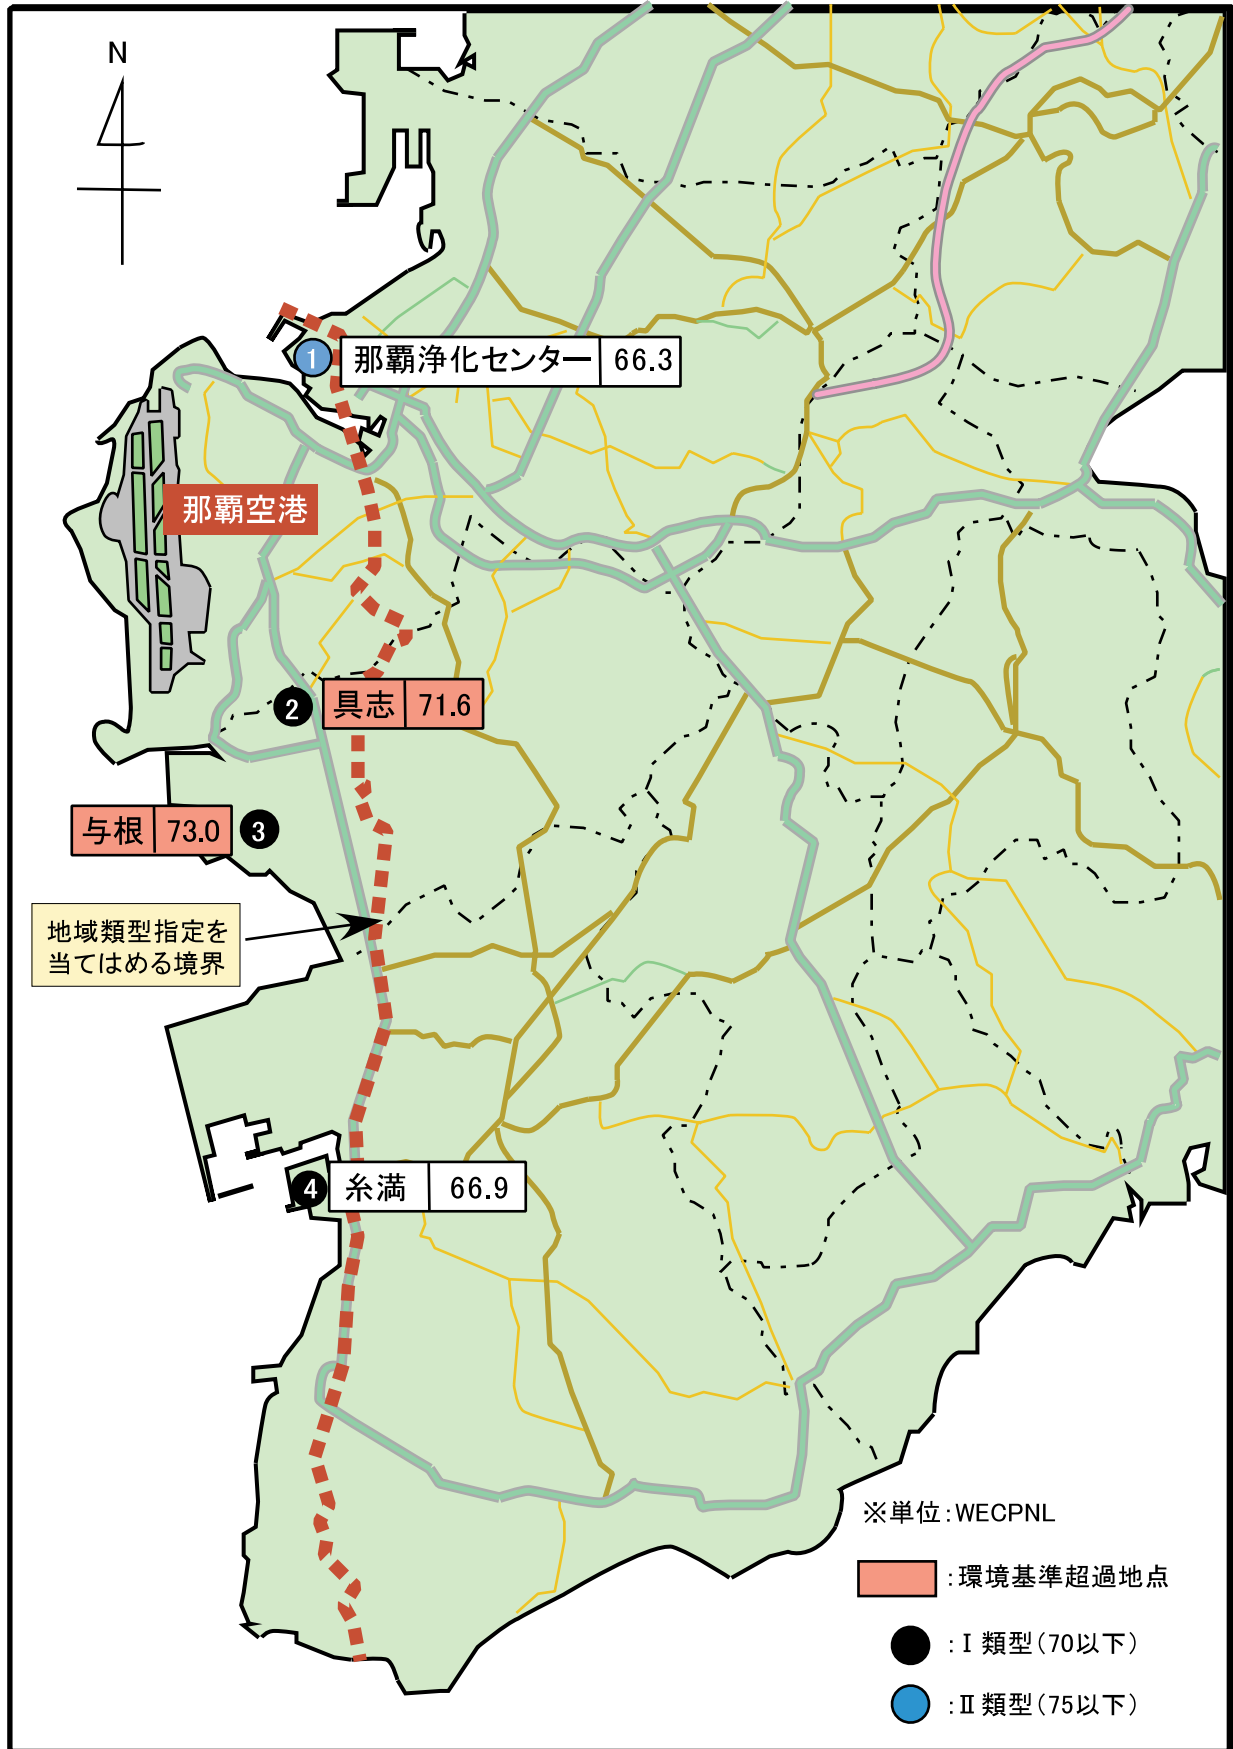 N
1
那覇浄化センター 66.3
那覇空港
2
具志 71.6
与根 73.0
3
地域類型指定を
当てはめる境界
4
糸満 66.9
※単位:WECPNL
:環境基準超過地点
:Ⅰ類型(70以下)
:Ⅱ類型(75以下)